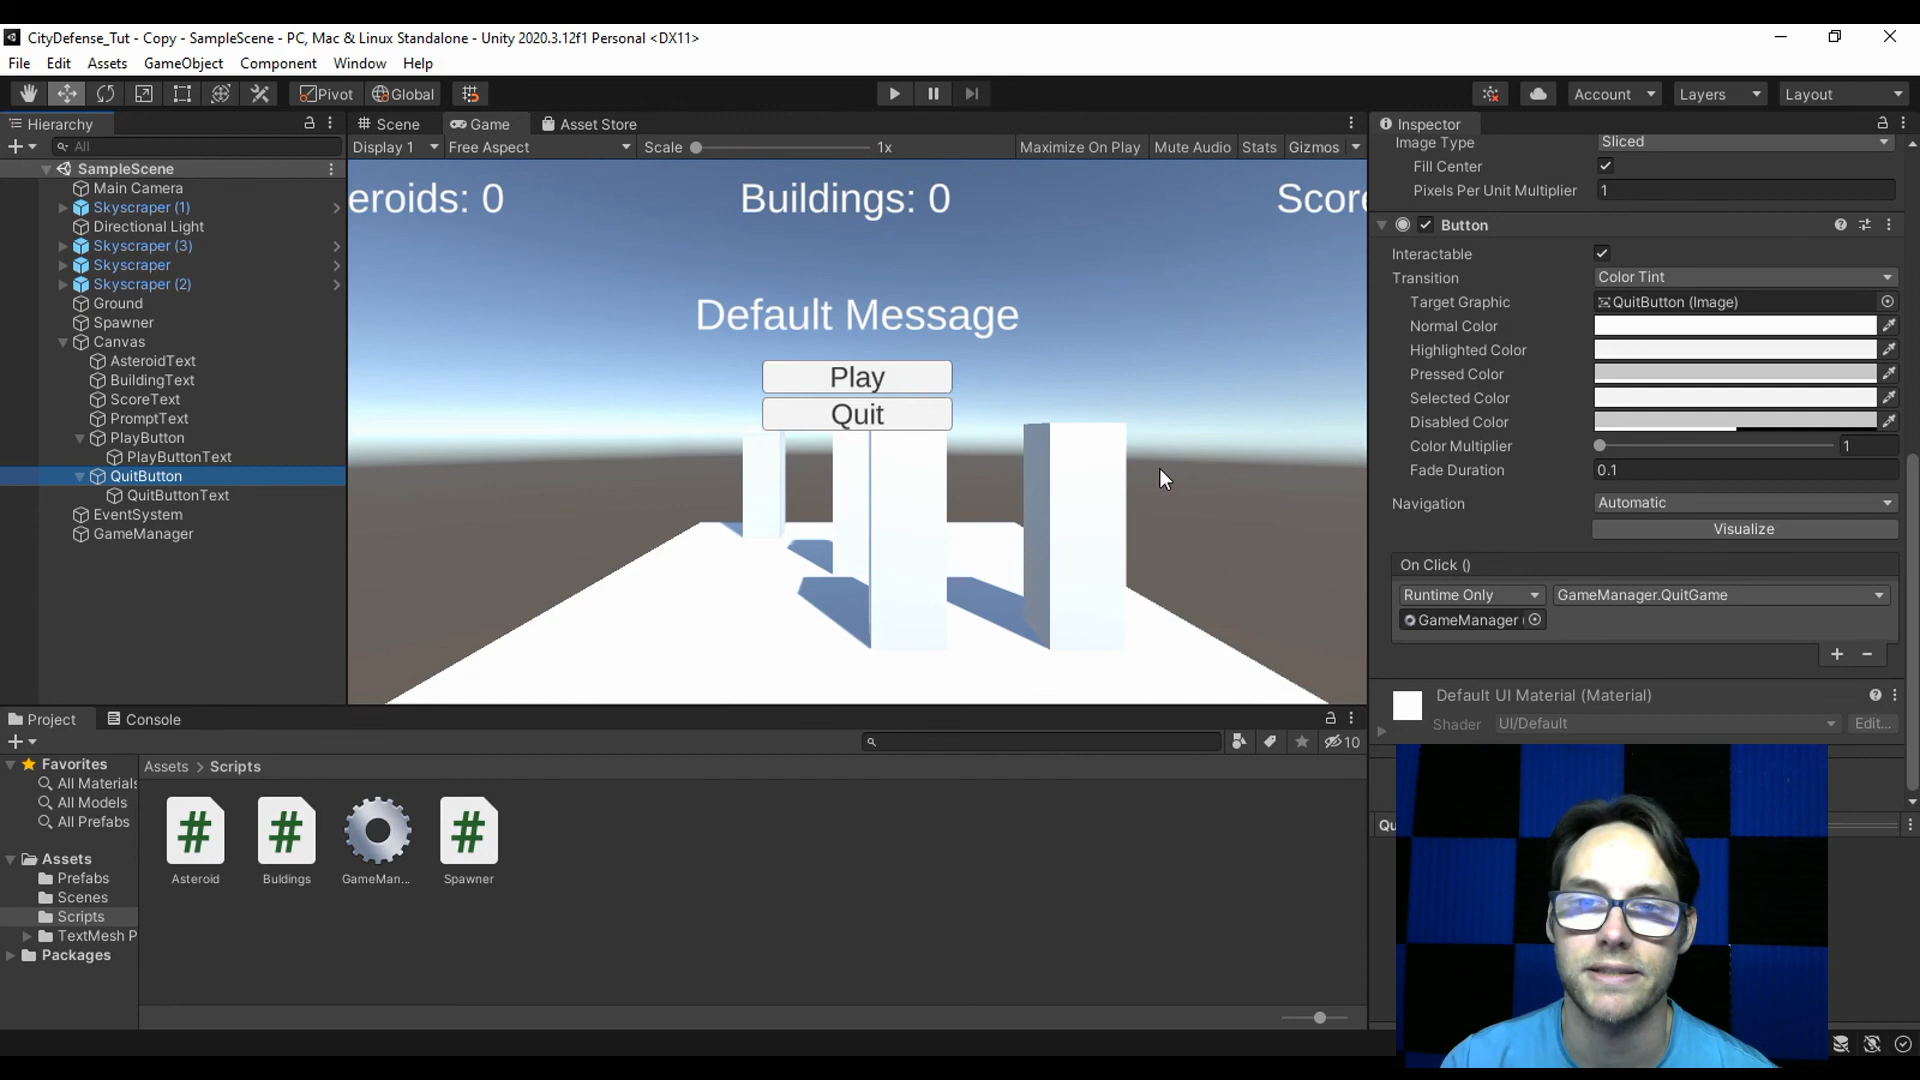 CityDefense_Tut - Copy - SampleScene - PC, Mac & Linux Standalone - Unity 2020.3.12f1 Personal <DX11>
File Edit Assets GameObject Component Window Help
Pivot Global Account Layers Layout
Hierarchy
All
SampleScene
Main Camera
Skyscraper (1)
Directional Light
Skyscraper (3)
Skyscraper
Skyscraper (2)
Ground
Spawner
Canvas
AsteroidText
BuildingText
ScoreText
PromptText
PlayButton
PlayButtonText
QuitButton
QuitButtonText
EventSystem
GameManager
Scene Game Asset Store
Display 1 Free Aspect Scale 1x Maximize On Play Mute Audio Stats Gizmos
eroids: 0 Buildings: 0 Score
Default Message
Play
Quit
Inspector
Image Type Sliced
Fill Center
Pixels Per Unit Multiplier 1
Button
Interactable
Transition Color Tint
Target Graphic QuitButton (Image)
Normal Color
Highlighted Color
Pressed Color
Selected Color
Disabled Color
Color Multiplier 1
Fade Duration 0.1
Navigation Automatic
Visualize
On Click ()
Runtime Only GameManager.QuitGame
GameManager (
+ -
Default UI Material (Material)
Shader UI/Default Edit...
Qu
Project Console
10
Favorites
All Materials
All Models
All Prefabs
Assets
Prefabs
Scenes
Scripts
TextMesh P
Packages
Assets > Scripts
Asteroid Buldings GameMan... Spawner